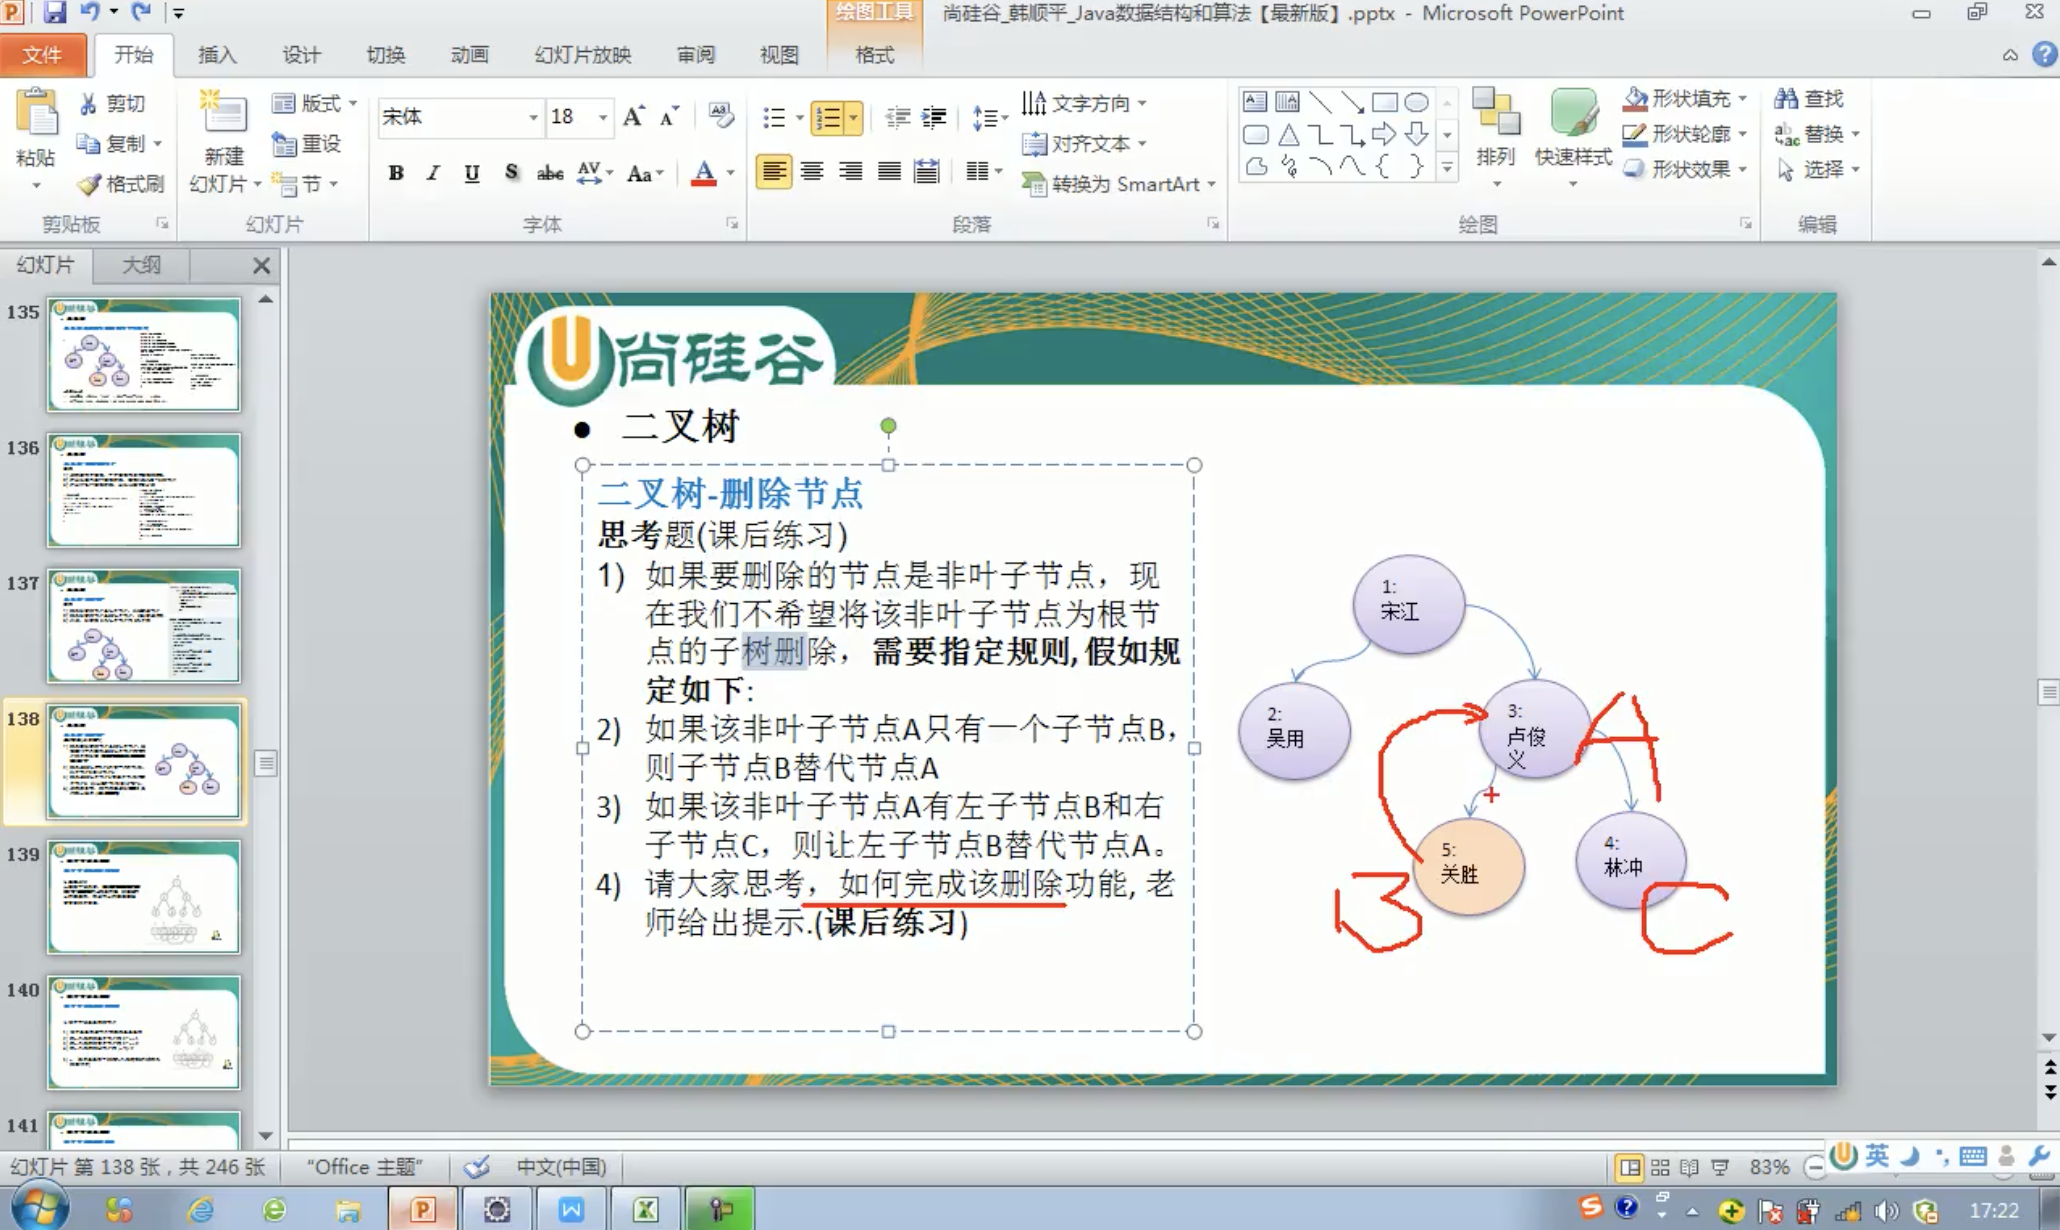 尚硅谷_韩顺平_Java数据结构和算法【最新版】.pptx - Microsoft PowerPoint
绘图工具
文件 开始 插入 设计 切换 动画 幻灯片放映 审阅 视图 格式
粘贴 剪切 复制 格式刷
剪贴板
新建 幻灯片 版式 重设 节
幻灯片
宋体 18
B I U S abc AV Aa A
字体
文字方向
对齐文本
转换为 SmartArt
段落
排列 快速样式
形状填充
形状轮廓
形状效果
绘图
查找
替换
选择
编辑
幻灯片 大纲
135
136
137
138
139
140
141
尚硅谷
• 二叉树
二叉树-删除节点
思考题(课后练习)
1) 如果要删除的节点是非叶子节点，现
在我们不希望将该非叶子节点为根节
点的子树删除，需要指定规则,假如规
定如下:
2) 如果该非叶子节点A只有一个子节点B，
则子节点B替代节点A
3) 如果该非叶子节点A有左子节点B和右
子节点C，则让左子节点B替代节点A。
4) 请大家思考，如何完成该删除功能,老
师给出提示.(课后练习)
1:
宋江
2:
吴用
3:
卢俊
义
A
5:
关胜
B
4:
林冲
C
幻灯片 第 138 张，共 246 张 “Office 主题” 中文(中国) 83%
英
17:22